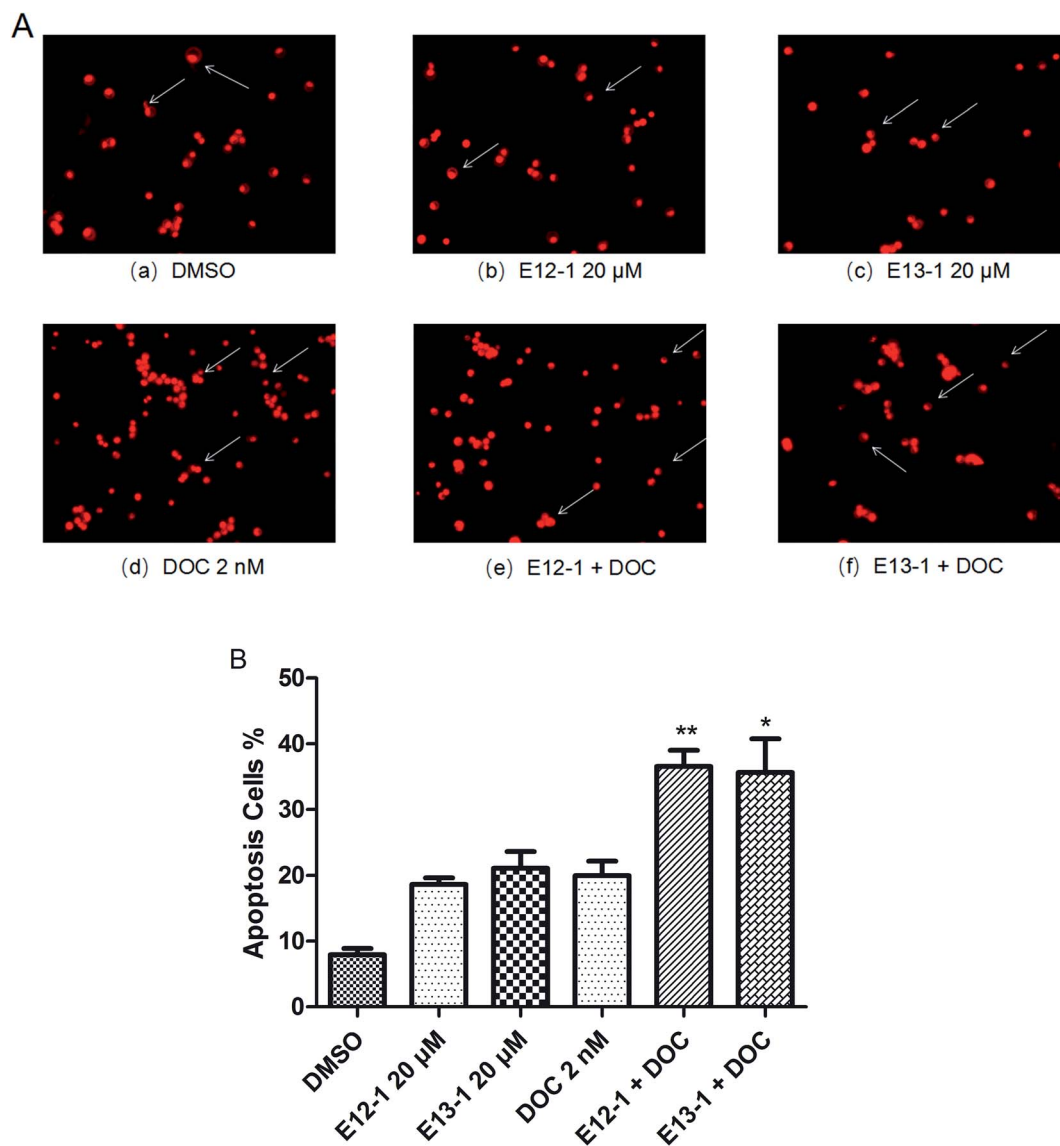 A
(a) DMSO
(b) E12-1 20 μM
(c) E13-1 20 μM
(d) DOC 2 nM
(e) E12-1 + DOC
(f) E13-1 + DOC
B
Apoptosis Cells %
50
40
30
20
10
0
**
*
DMSO
E12-1 20 μM
E13-1 20 μM
DOC 2 nM
E12-1 + DOC
E13-1 + DOC